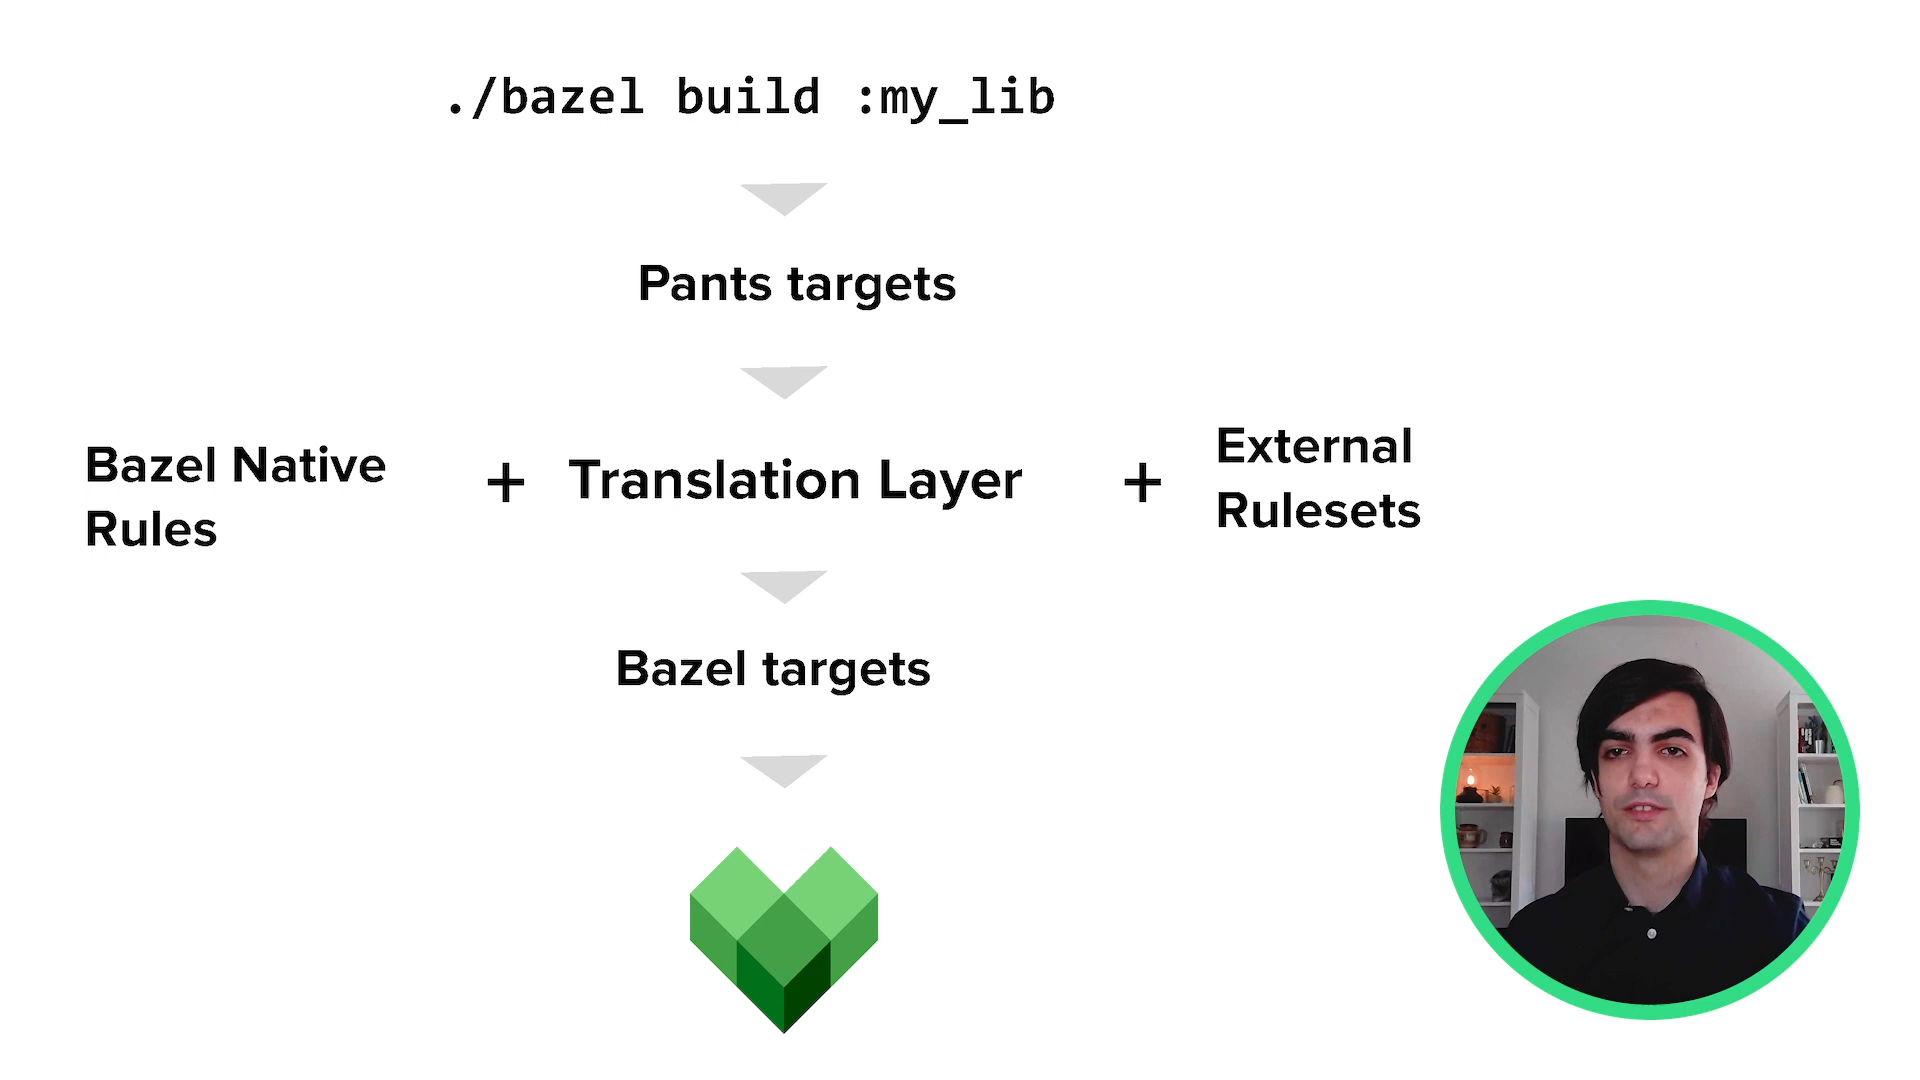 ./bazel build :my_lib
Pants targets
Bazel Native
Rules
+
Translation Layer
+
External
Rulesets
Bazel targets